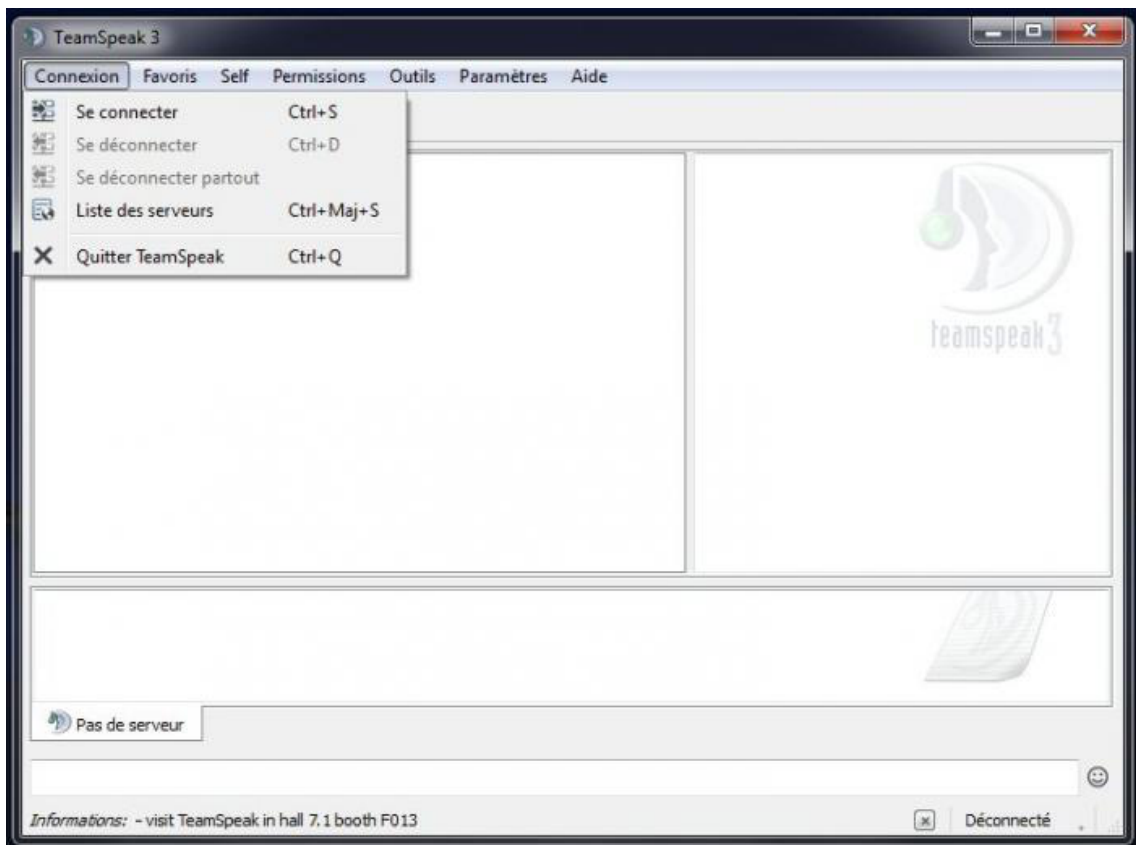 TeamSpeak 3
Connexion Favoris Self Permissions Outils Paramètres Aide
Se connecter Ctrl+S
Se déconnecter Ctrl+D
Se déconnecter partout
Liste des serveurs Ctrl+Maj+S
Quitter TeamSpeak Ctrl+Q
teamspeak 3
Pas de serveur
Informations: - visit TeamSpeak in hall 7.1 booth F013
Déconnecté